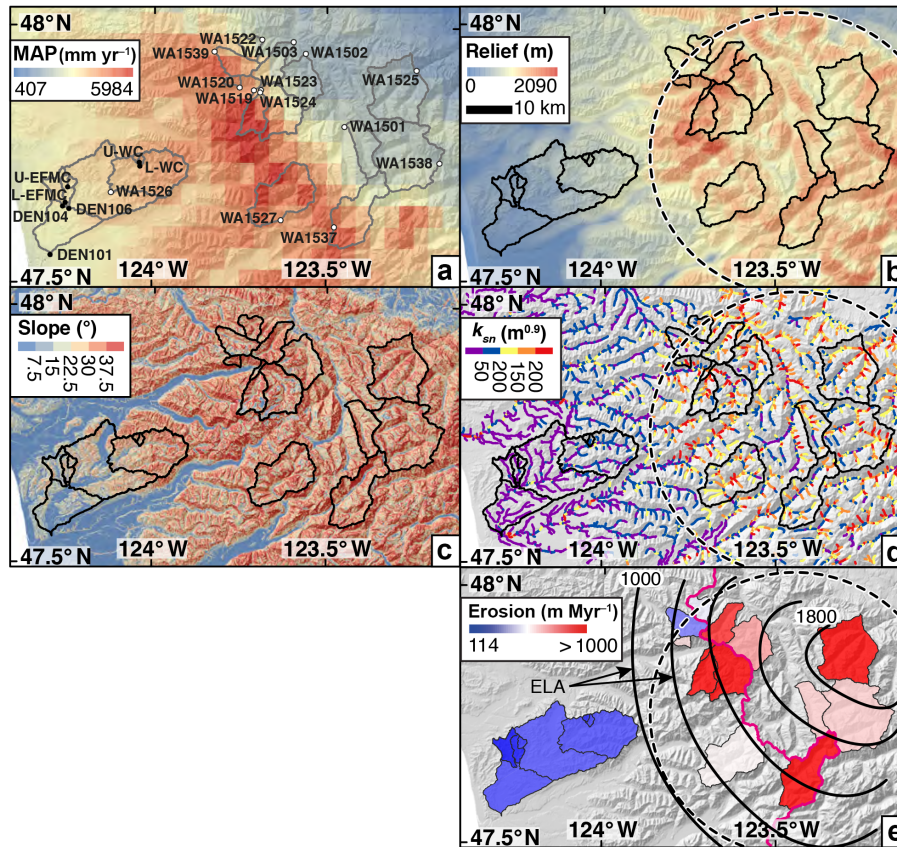 48° N
MAP (mm yr⁻¹)
407 5984
WA1522
WA1539
WA1503
WA1502
WA1520
WA1523
WA1525
WA1519
WA1524
WA1501
U-WC
L-WC
WA1538
U-EFMC
L-EFMC
WA1526
DEN104
DEN106
WA1527
WA1537
DEN101
47.5° N
124° W
123.5° W
a
48° N
Relief (m)
0 2090
10 km
47.5° N
124° W
123.5° W
b
48° N
Slope (°)
7.5
15
22.5
30
37.5
47.5° N
124° W
123.5° W
c
48° N
ksn (m⁰·⁹)
50
200
150
200
47.5° N
124° W
123.5° W
d
48° N
Erosion (m Myr⁻¹)
114 >1000
1000
1800
ELA
47.5° N
124° W
123.5° W
e